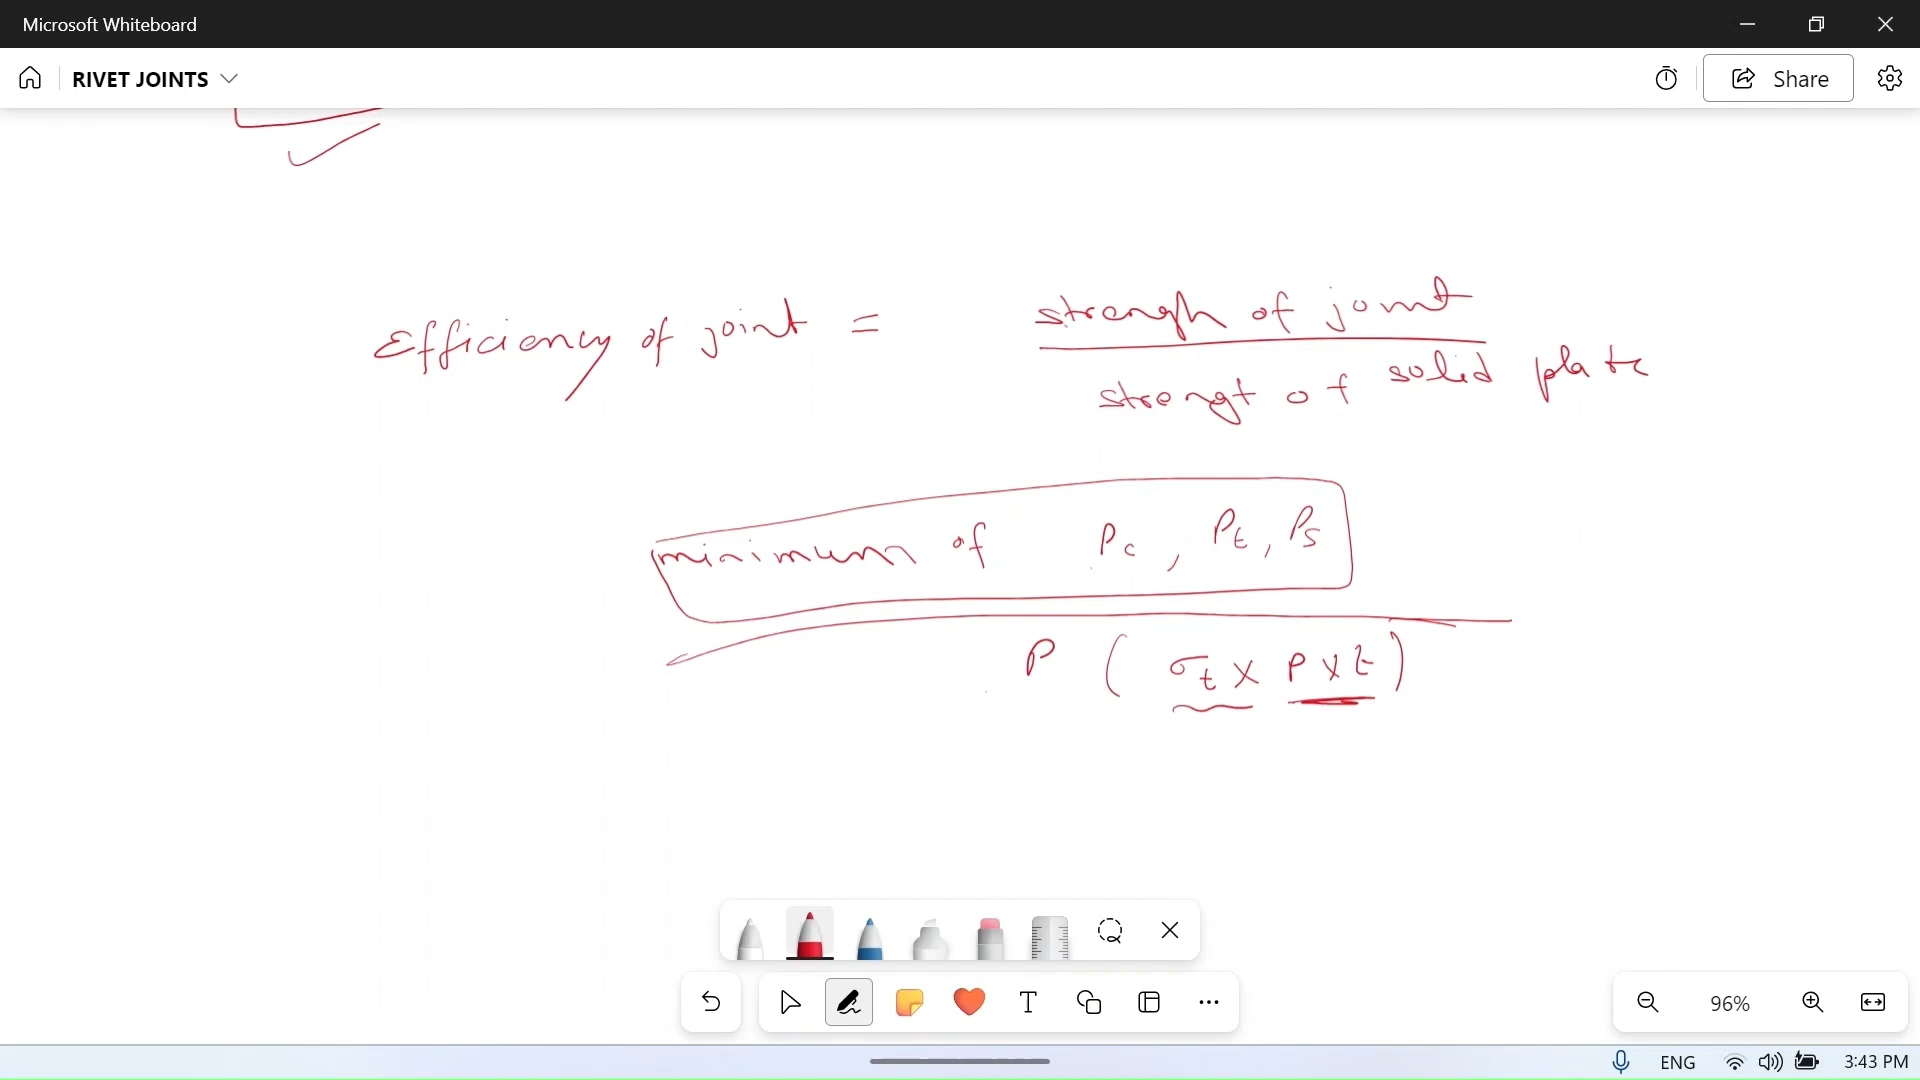 Microsoft Whiteboard
RIVET JOINTS
Share
Efficiency of joint = strength of joint
strengt of solid plate
minimum of Pc, Pt, Ps
P ( σt x P x t )
T
96%
ENG
3:43 PM